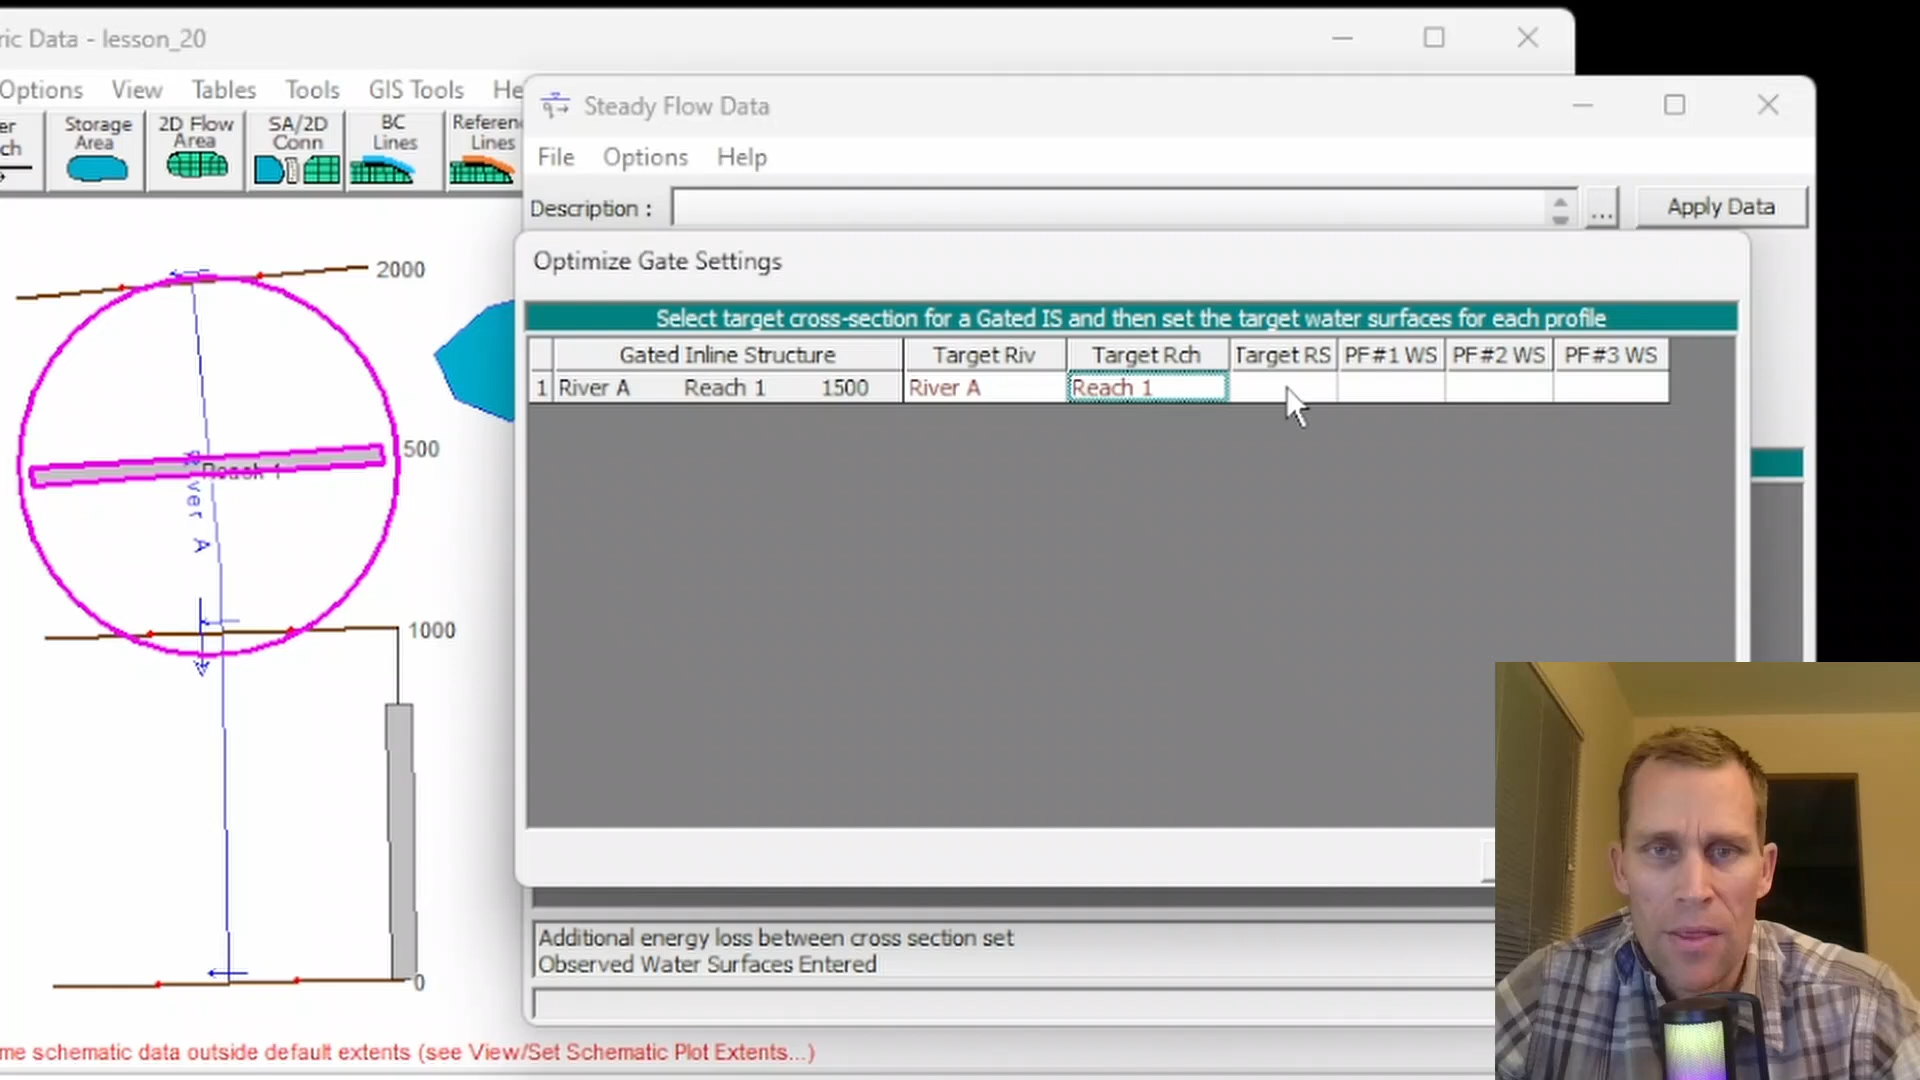 ric Data - lesson_20
Options View Tables Tools GIS Tools He
er
ch
Storage
Area
2D Flow
Area
SA/2D
Conn
BC
Lines
Referen
Lines
Steady Flow Data
File Options Help
Description :
... Apply Data
Optimize Gate Settings
Select target cross-section for a Gated IS and then set the target water surfaces for each profile
Gated Inline Structure Target Riv Target Rch Target RS PF#1 WS PF#2 WS PF#3 WS
1 River A Reach 1 1500 River A Reach 1
2000
500
Reach 1
River A
1000
0
Additional energy loss between cross section set
Observed Water Surfaces Entered
me schematic data outside default extents (see View/Set Schematic Plot Extents...)